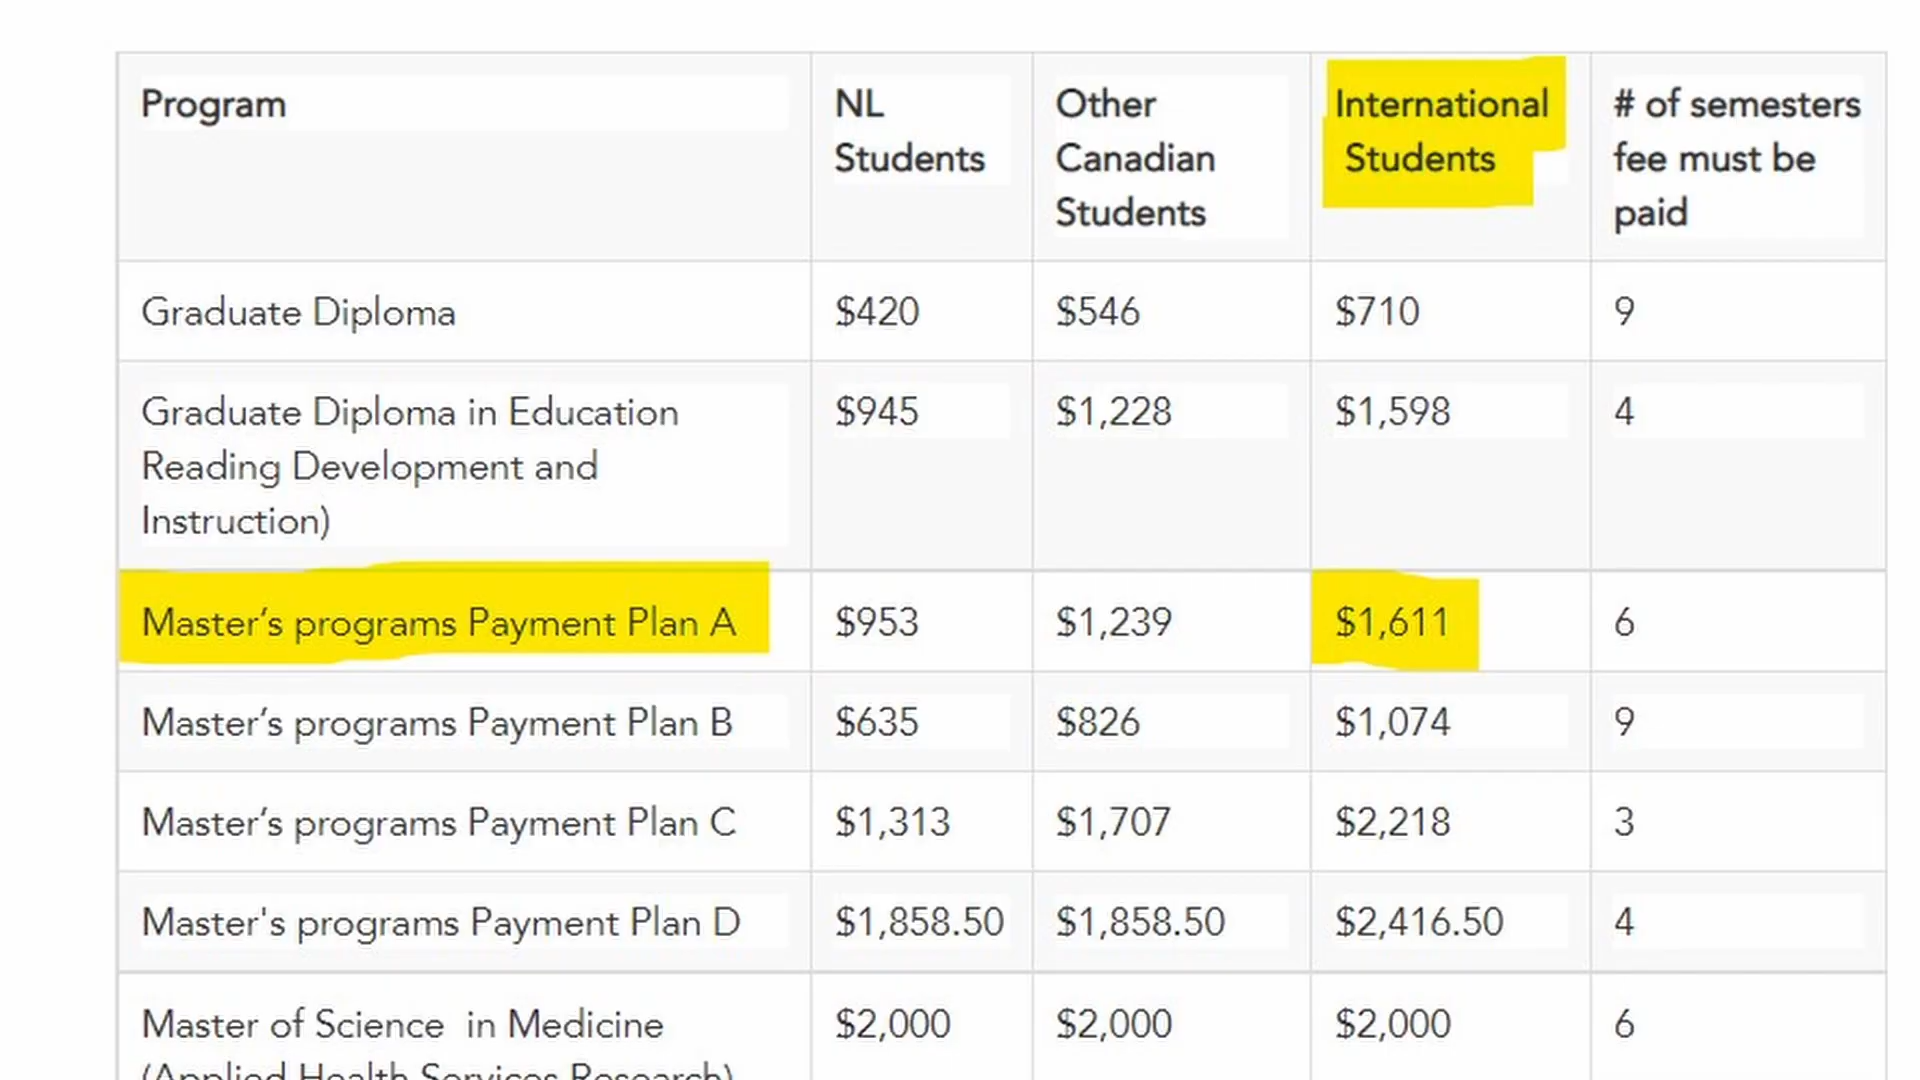 Program NL Other International # of semesters
Students Canadian Students fee must be
Students paid
Graduate Diploma $420 $546 $710 9
Graduate Diploma in Education $945 $1,228 $1,598 4
Reading Development and
Instruction)
Master’s programs Payment Plan A $953 $1,239 $1,611 6
Master’s programs Payment Plan B $635 $826 $1,074 9
Master’s programs Payment Plan C $1,313 $1,707 $2,218 3
Master's programs Payment Plan D $1,858.50 $1,858.50 $2,416.50 4
Master of Science in Medicine $2,000 $2,000 $2,000 6
(Applied Health Services Research)